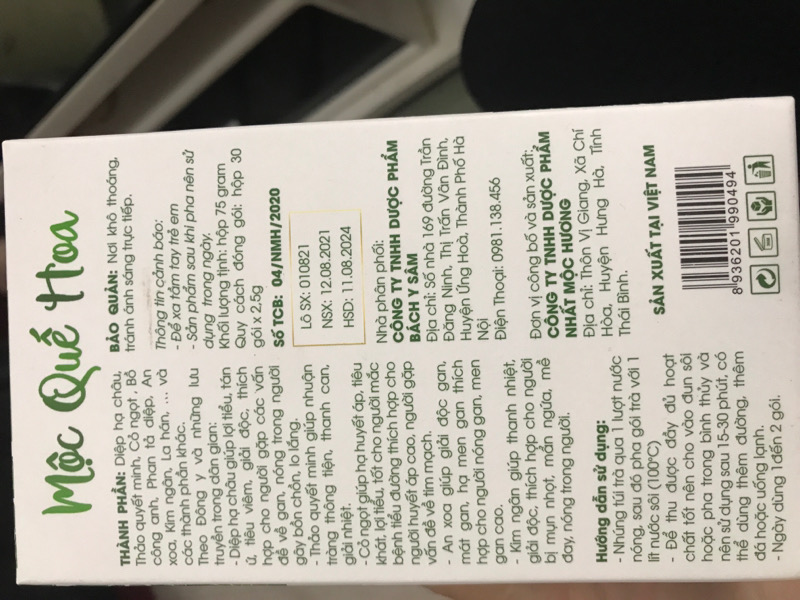 Mộc Quế Hoa
THÀNH PHẦN: Diệp hạ châu,
Thảo quyết minh, Cỏ ngọt , Bồ
công anh, Phan tả diệp, An
xoa, Kim ngân, La hán, ... và
các thành phần khác.
Theo Đông y và những lưu
truyền trong dân gian:
- Diệp hạ châu giúp lợi tiểu, tán
ứ, tiêu viêm, giải độc, thích
hợp cho người gặp các vấn
đề về gan, nóng trong người
gây bồn chồn, lo lắng.
- Thảo quyết minh giúp nhuận
tràng thông tiện, thanh can,
giải nhiệt.
- Cỏ ngọt giúp hạ huyết áp, tiêu
khát, lợi tiểu, tốt cho người mắc
bệnh tiểu đường thích hợp cho
người huyết áp cao, người gặp
vấn đề về tim mạch.
- An xoa giúp giải độc gan,
mát gan, hạ men gan thích
hợp cho người nóng gan, men
gan cao.
- Kim ngân giúp thanh nhiệt,
giải độc, thích hợp cho người
bị mụn nhọt, mẩn ngứa, mề
đay, nóng trong người.
Hướng dẫn sử dụng:
- Nhúng túi trà qua 1 lượt nước
nóng, sau đó pha gói trà với 1
lít nước sôi (100°C)
- Để thu được đầy đủ hoạt
chất tốt nên cho vào đun sôi
hoặc pha trong bình thủy và
nên sử dụng sau 15-30 phút, có
thể dùng thêm đường, thêm
đá hoặc uống lạnh.
- Ngày dùng 1đến 2 gói.
BẢO QUẢN: Nơi khô thoáng,
tránh ánh sáng trực tiếp.
Thông tin cảnh báo:
- Để xa tầm tay trẻ em
- Sản phẩm sau khi pha nên sử
dụng trong ngày.
Khối lượng tịnh: hộp 75 gram
Quy cách đóng gói: hộp 30
gói x 2,5g
Số TCB: 04/NMH/2020
Lô SX: 010821
NSX: 12.08.2021
HSD: 11.08.2024
Nhà phân phối:
CÔNG TY TNHH DƯỢC PHẨM
BÁCH Y SÂM
Địa chỉ: Số nhà 169 đường Trần
Đăng Ninh, Thị Trấn Vân Đình,
Huyện Ứng Hoà, Thành Phố Hà
Nội
Điện Thoại: 0981.138.456
Đơn vị công bố và sản xuất:
CÔNG TY TNHH DƯỢC PHẨM
NHẤT MỘC HƯƠNG
Địa chỉ: Thôn Vị Giang, Xã Chí
Hòa, Huyện Hưng Hà, Tỉnh
Thái Bình.
SẢN XUẤT TẠI VIỆT NAM
8 936201 990494